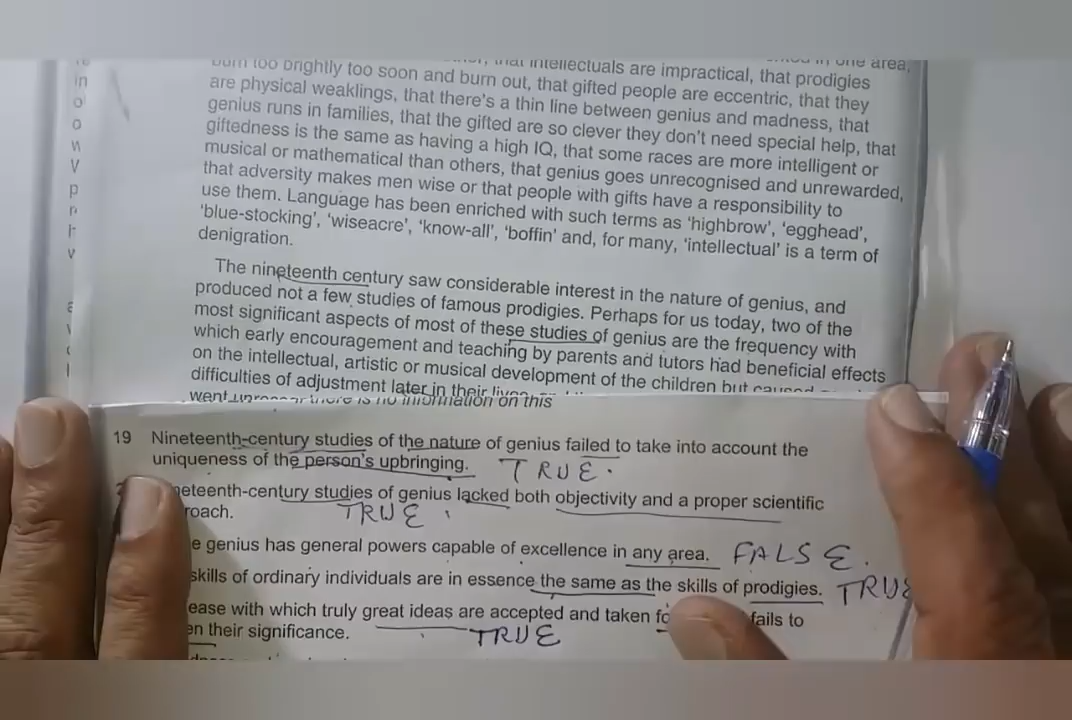 in
o
o
V
p
intellectuals are impractical, that prodigies in one area,
burn too brightly too soon and burn out, that gifted people are eccentric, that they
are physical weaklings, that there's a thin line between genius and madness, that
genius runs in families, that the gifted are so clever they don't need special help, that
giftedness is the same as having a high IQ, that some races are more intelligent or
musical or mathematical than others, that genius goes unrecognised and unrewarded,
that adversity makes men wise or that people with gifts have a responsibility to
use them. Language has been enriched with such terms as 'highbrow', 'egghead',
'blue-stocking', 'wiseacre', 'know-all', 'boffin' and, for many, 'intellectual' is a term of
denigration.
The nineteenth century saw considerable interest in the nature of genius, and
produced not a few studies of famous prodigies. Perhaps for us today, two of the
most significant aspects of most of these studies of genius are the frequency with
which early encouragement and teaching by parents and tutors had beneficial effects
on the intellectual, artistic or musical development of the children but caused
difficulties of adjustment later in their lives
there is no information on this
19 Nineteenth-century studies of the nature of genius failed to take into account the
uniqueness of the person's upbringing. TRUE.
neteenth-century studies of genius lacked both objectivity and a proper scientific
roach. TRUE.
e genius has general powers capable of excellence in any area. FALSE.
skills of ordinary individuals are in essence the same as the skills of prodigies. TRUE
ease with which truly great ideas are accepted and taken fo fails to
en their significance. TRUE